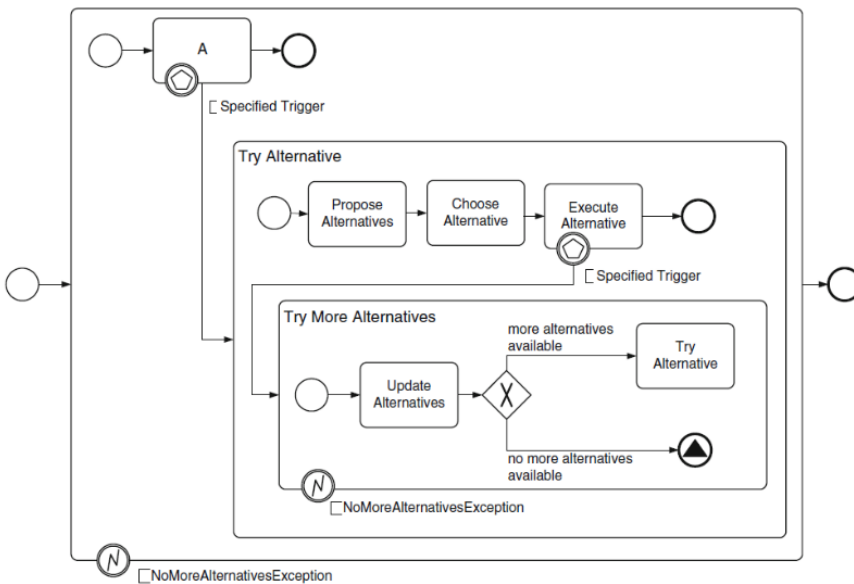 A
Specified Trigger
Try Alternative
Propose
Alternatives
Choose
Alternative
Execute
Alternative
Specified Trigger
Try More Alternatives
more alternatives
available
Try
Alternative
Update
Alternatives
X
no more alternatives
available
NoMoreAlternativesException
NoMoreAlternativesException